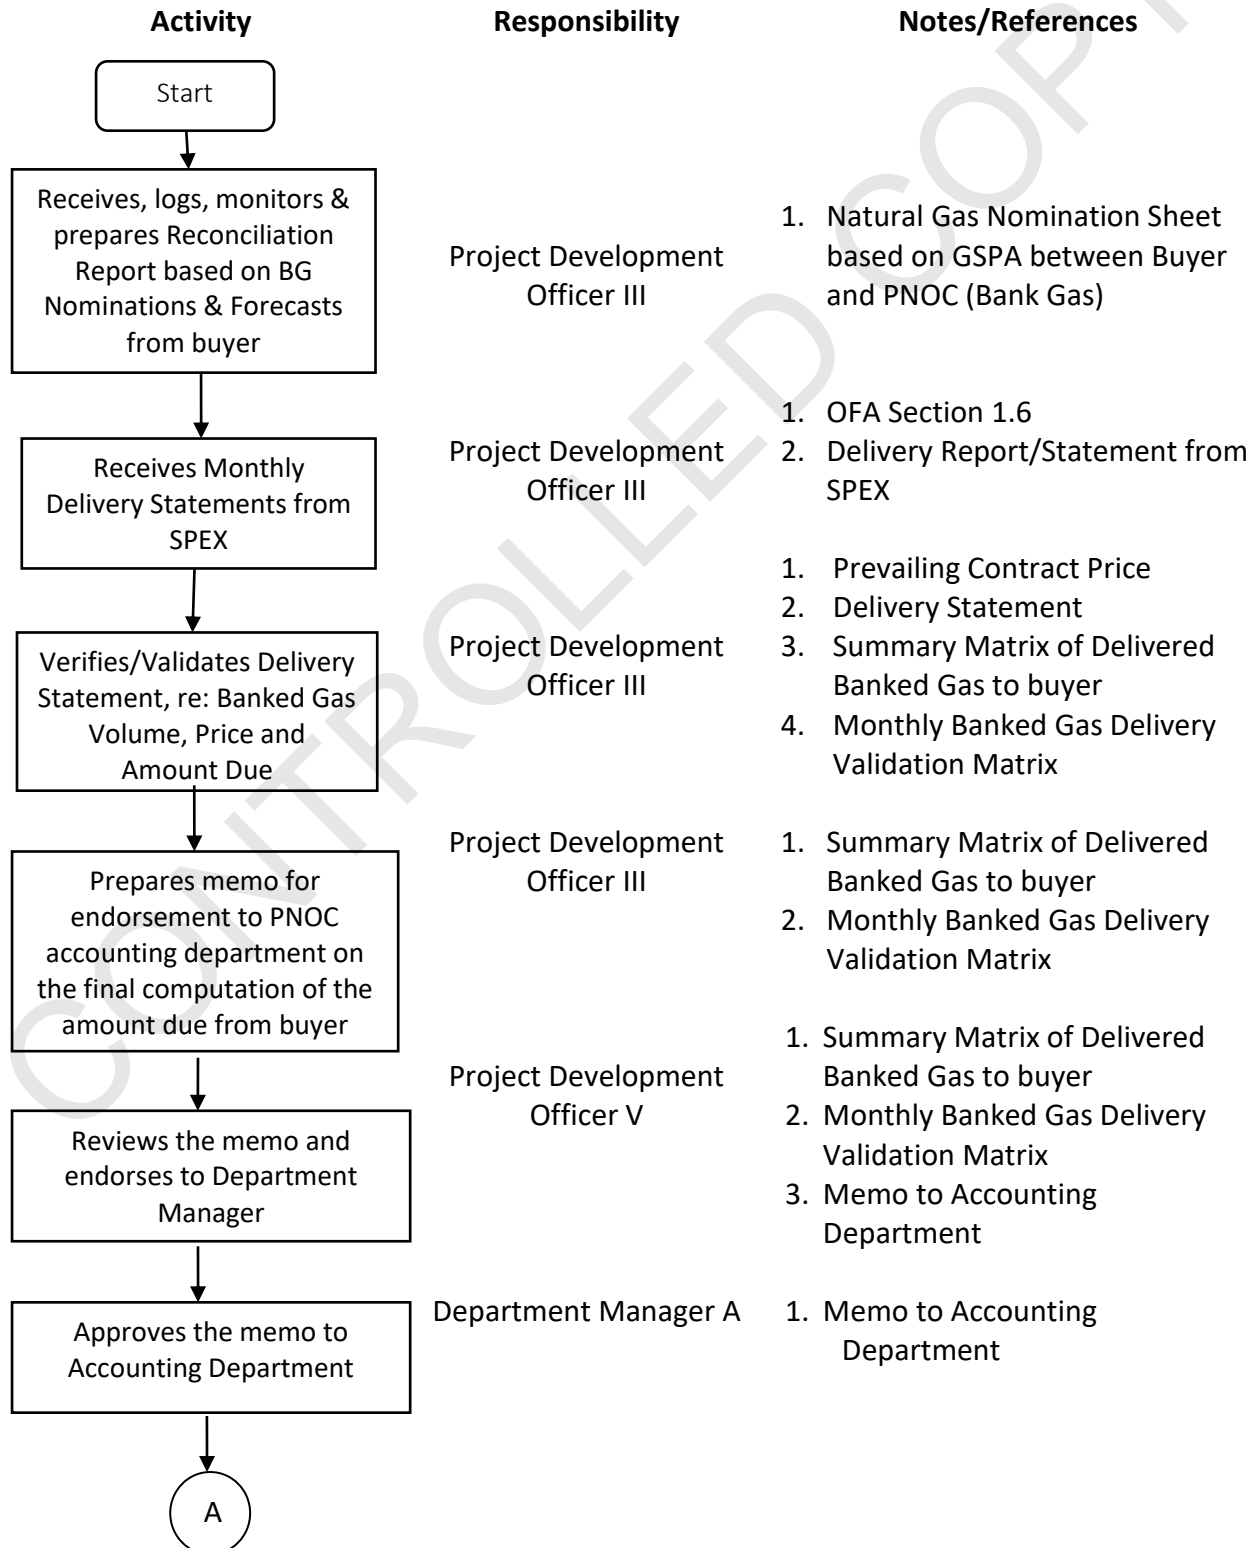 Activity
Responsibility
Notes/References
Start
Receives, logs, monitors &
prepares Reconciliation
Report based on BG
Nominations & Forecasts
from buyer
Project Development
Officer III
1. Natural Gas Nomination Sheet
based on GSPA between Buyer
and PNOC (Bank Gas)
Receives Monthly
Delivery Statements from
SPEX
Project Development
Officer III
1. OFA Section 1.6
2. Delivery Report/Statement from
SPEX
Verifies/Validates Delivery
Statement, re: Banked Gas
Volume, Price and
Amount Due
Project Development
Officer III
1. Prevailing Contract Price
2. Delivery Statement
3. Summary Matrix of Delivered
Banked Gas to buyer
4. Monthly Banked Gas Delivery
Validation Matrix
Prepares memo for
endorsement to PNOC
accounting department on
the final computation of the
amount due from buyer
Project Development
Officer III
1. Summary Matrix of Delivered
Banked Gas to buyer
2. Monthly Banked Gas Delivery
Validation Matrix
Reviews the memo and
endorses to Department
Manager
Project Development
Officer V
1. Summary Matrix of Delivered
Banked Gas to buyer
2. Monthly Banked Gas Delivery
Validation Matrix
3. Memo to Accounting
Department
Approves the memo to
Accounting Department
Department Manager A
1. Memo to Accounting
Department
A
CONTROLLED COPY